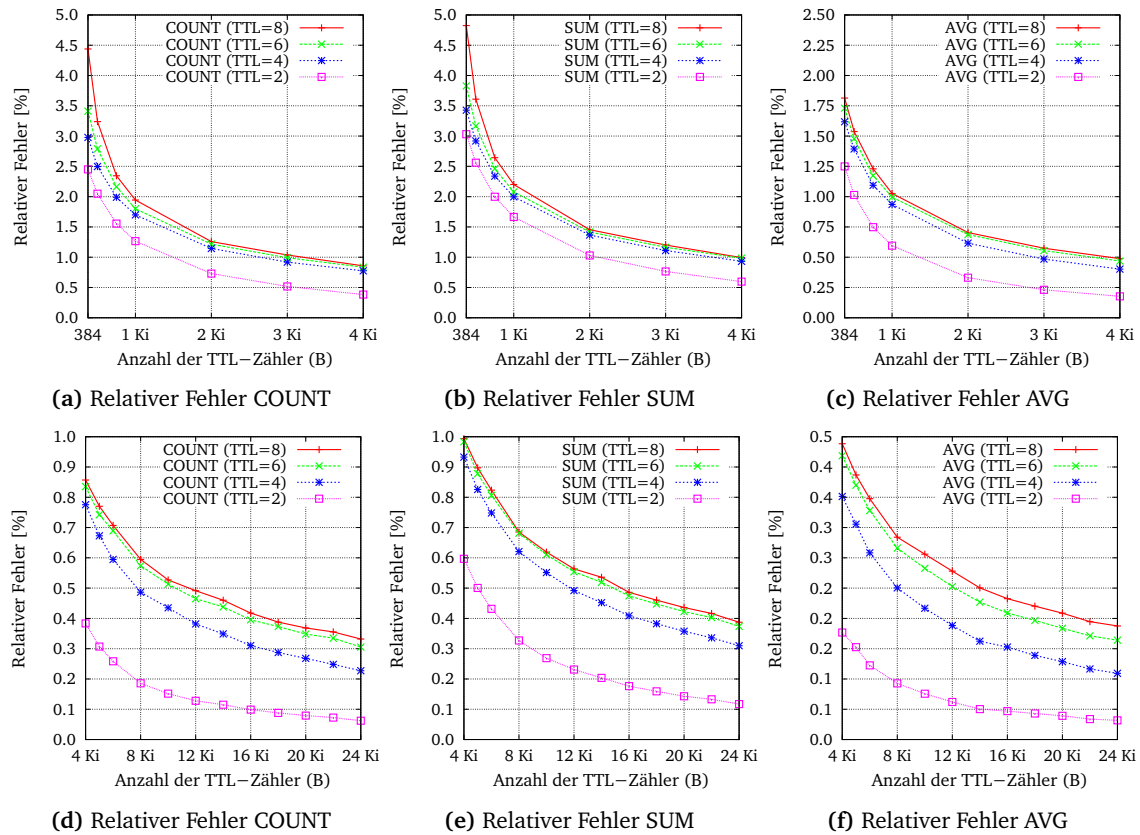 5.0
4.5
4.0
3.5
3.0
2.5
2.0
1.5
1.0
0.5
0.0
Relativer Fehler [%]
COUNT (TTL=8)
COUNT (TTL=6)
COUNT (TTL=4)
COUNT (TTL=2)
384 1 Ki 2 Ki 3 Ki 4 Ki
Anzahl der TTL−Zähler (B)
(a) Relativer Fehler COUNT
5.0
4.5
4.0
3.5
3.0
2.5
2.0
1.5
1.0
0.5
0.0
Relativer Fehler [%]
SUM (TTL=8)
SUM (TTL=6)
SUM (TTL=4)
SUM (TTL=2)
384 1 Ki 2 Ki 3 Ki 4 Ki
Anzahl der TTL−Zähler (B)
(b) Relativer Fehler SUM
2.50
2.25
2.00
1.75
1.50
1.25
1.00
0.75
0.50
0.25
0.00
Relativer Fehler [%]
AVG (TTL=8)
AVG (TTL=6)
AVG (TTL=4)
AVG (TTL=2)
384 1 Ki 2 Ki 3 Ki 4 Ki
Anzahl der TTL−Zähler (B)
(c) Relativer Fehler AVG
1.0
0.9
0.8
0.7
0.6
0.5
0.4
0.3
0.2
0.1
0.0
Relativer Fehler [%]
COUNT (TTL=8)
COUNT (TTL=6)
COUNT (TTL=4)
COUNT (TTL=2)
4 Ki 8 Ki 12 Ki 16 Ki 20 Ki 24 Ki
Anzahl der TTL−Zähler (B)
(d) Relativer Fehler COUNT
1.0
0.9
0.8
0.7
0.6
0.5
0.4
0.3
0.2
0.1
0.0
Relativer Fehler [%]
SUM (TTL=8)
SUM (TTL=6)
SUM (TTL=4)
SUM (TTL=2)
4 Ki 8 Ki 12 Ki 16 Ki 20 Ki 24 Ki
Anzahl der TTL−Zähler (B)
(e) Relativer Fehler SUM
0.5
0.4
0.4
0.3
0.3
0.2
0.2
0.1
0.1
0.1
0.0
Relativer Fehler [%]
AVG (TTL=8)
AVG (TTL=6)
AVG (TTL=4)
AVG (TTL=2)
4 Ki 8 Ki 12 Ki 16 Ki 20 Ki 24 Ki
Anzahl der TTL−Zähler (B)
(f) Relativer Fehler AVG